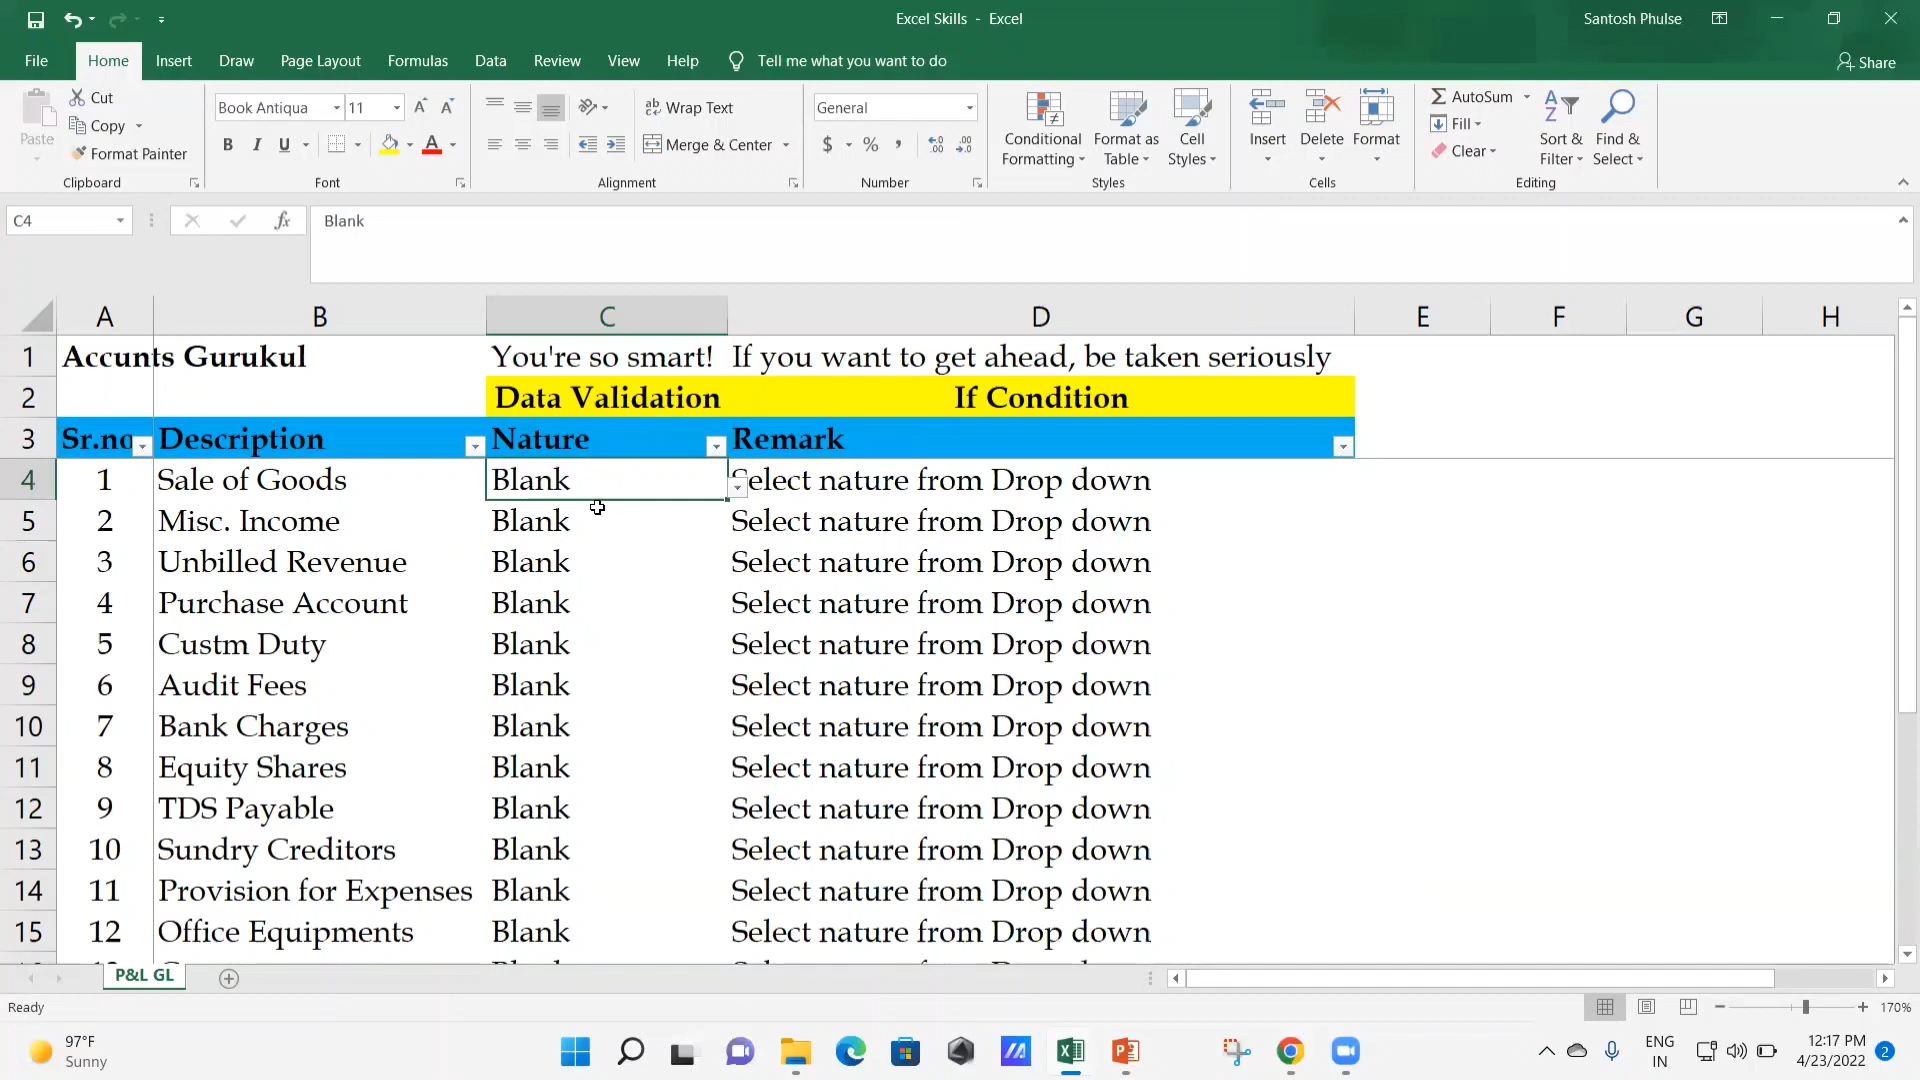 Excel Skills - Excel
Santosh Phulse
File Home Insert Draw Page Layout Formulas Data Review View Help Tell me what you want to do
Share
Paste
Cut
Copy
Format Painter
Clipboard
Book Antiqua 11
B I U
Font
Wrap Text
Merge & Center
Alignment
General
$ % ,
Number
Conditional Formatting
Format as Table
Cell Styles
Styles
Insert Delete Format
Cells
AutoSum
Fill
Clear
Sort & Filter
Find & Select
Editing
C4 fx Blank
A B C D E F G H
1 Accunts Gurukul You're so smart! If you want to get ahead, be taken seriously
2 Data Validation If Condition
3 Sr.no Description Nature Remark
4 1 Sale of Goods Blank Select nature from Drop down
5 2 Misc. Income Blank Select nature from Drop down
6 3 Unbilled Revenue Blank Select nature from Drop down
7 4 Purchase Account Blank Select nature from Drop down
8 5 Custm Duty Blank Select nature from Drop down
9 6 Audit Fees Blank Select nature from Drop down
10 7 Bank Charges Blank Select nature from Drop down
11 8 Equity Shares Blank Select nature from Drop down
12 9 TDS Payable Blank Select nature from Drop down
13 10 Sundry Creditors Blank Select nature from Drop down
14 11 Provision for Expenses Blank Select nature from Drop down
15 12 Office Equipments Blank Select nature from Drop down
P&L GL
Ready
170%
97°F
Sunny
ENG
IN
12:17 PM
4/23/2022
2